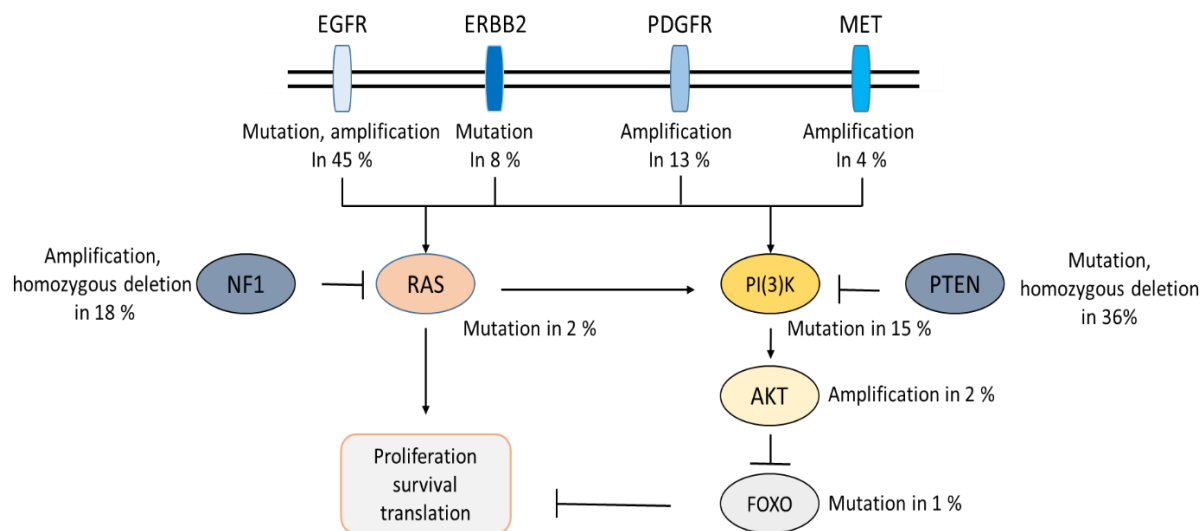 EGFR
ERBB2
PDGFR
MET
Mutation, amplification
In 45 %
Mutation
In 8 %
Amplification
In 13 %
Amplification
In 4 %
Amplification,
homozygous deletion
in 18 %
NF1
RAS
Mutation in 2 %
PI(3)K
Mutation in 15 %
PTEN
Mutation,
homozygous deletion
in 36%
AKT
Amplification in 2 %
Proliferation
survival
translation
FOXO
Mutation in 1 %